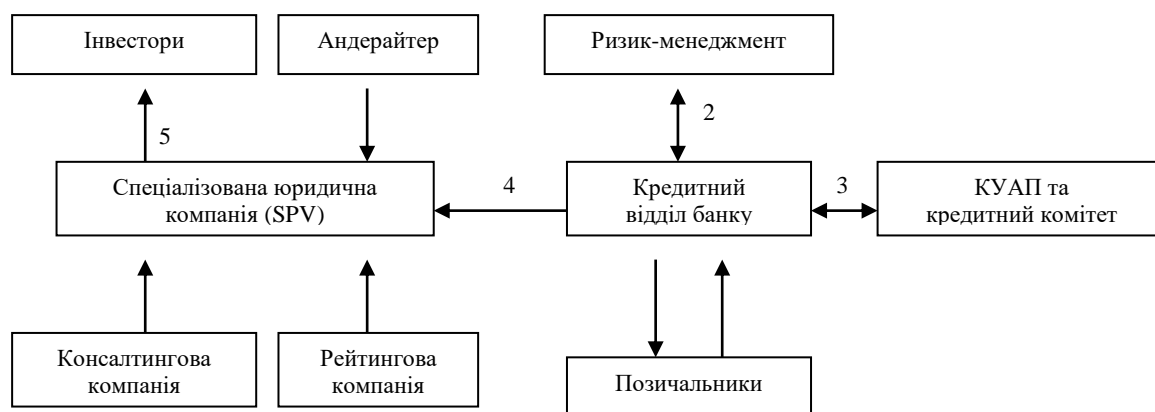 Інвестори
Андерайтер
Ризик-менеджмент
5
2
Спеціалізована юридична
компанія (SPV)
4
Кредитний
відділ банку
3
КУАП та
кредитний комітет
Консалтингова
компанія
Рейтингова
компанія
Позичальники